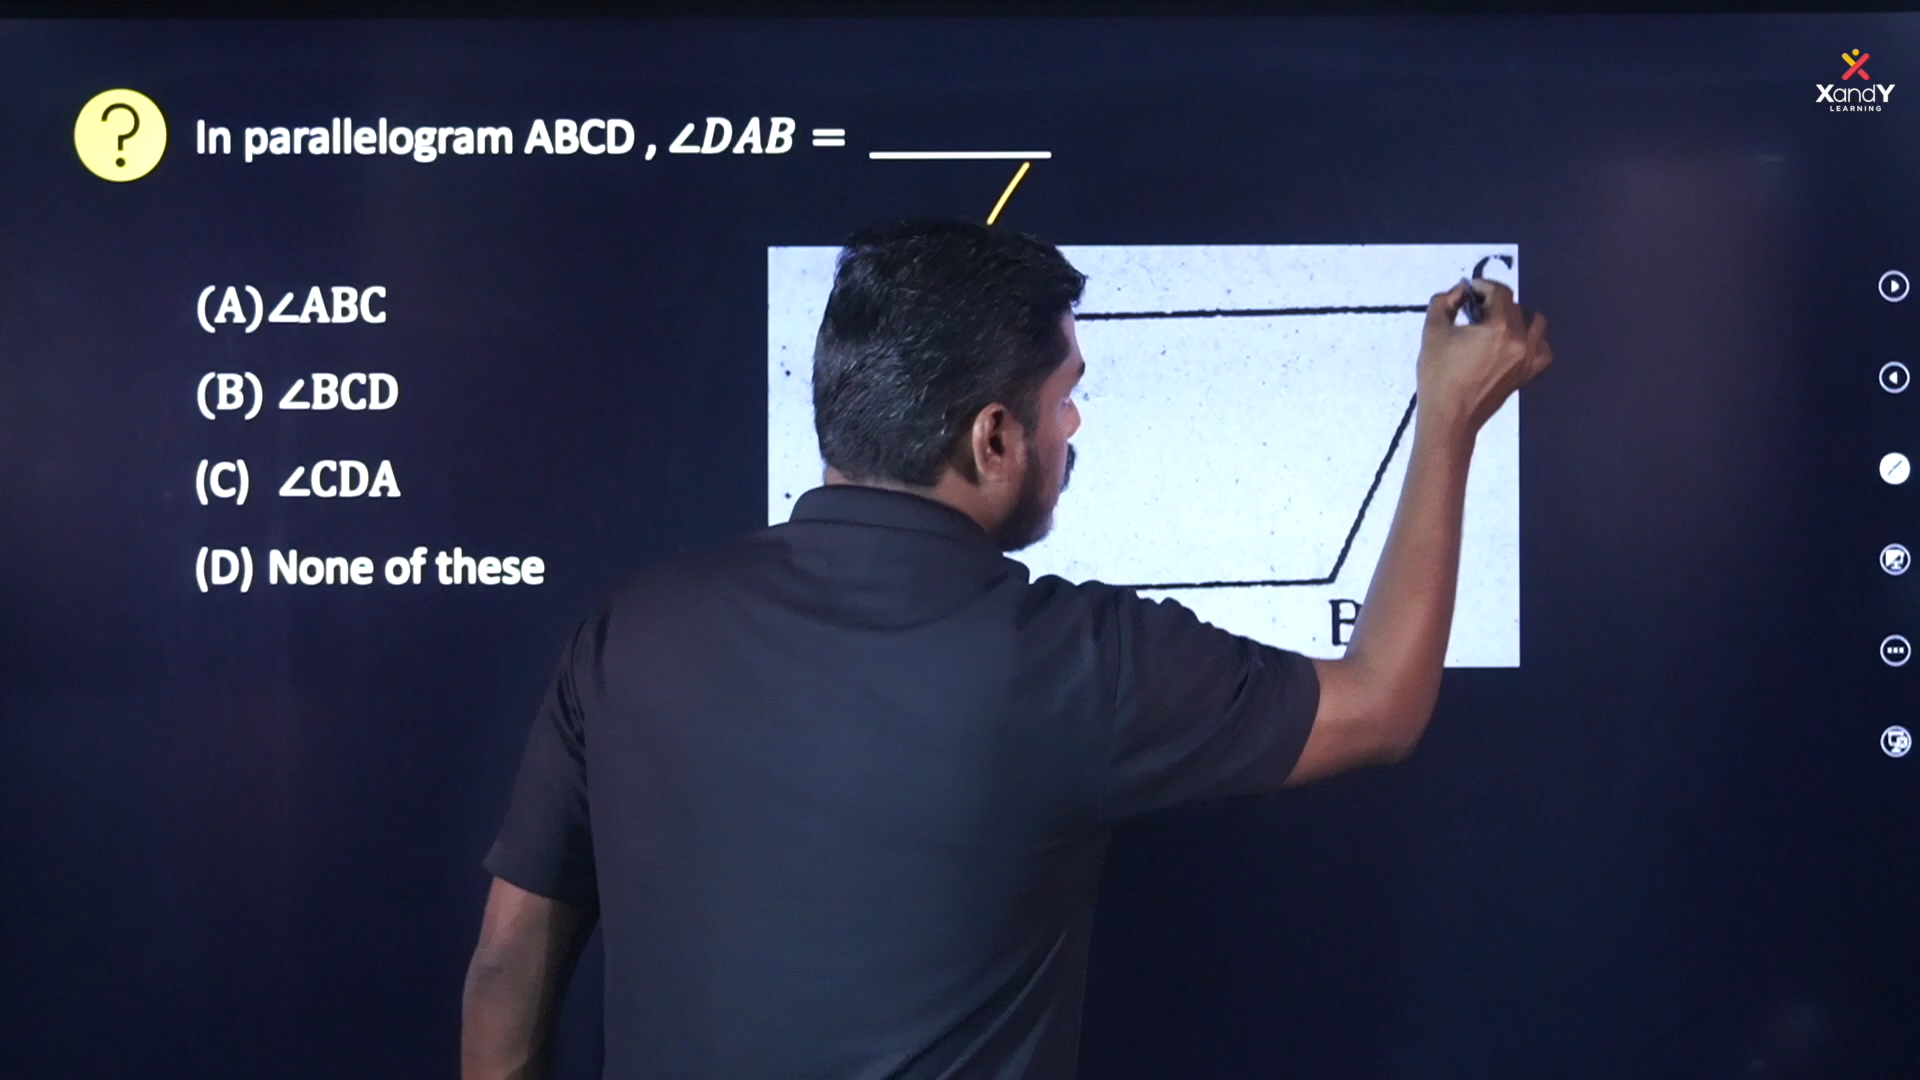 XandY
LEARNING
? In parallelogram ABCD , ∠DAB = ______
(A) ∠ABC
(B) ∠BCD
(C) ∠CDA
(D) None of these
C
B